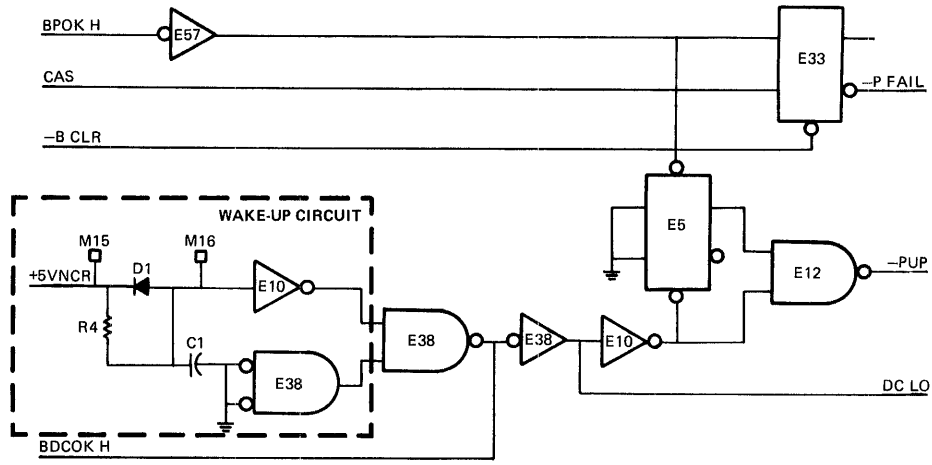 BPOK H
E57
E33
CAS
–P FAIL
–B CLR
WAKE-UP CIRCUIT
E5
M15
M16
+5VNCR
D1
E10
E12
–PUP
R4
C1
E38
E38
E38
E10
DC LO
BDCOK H